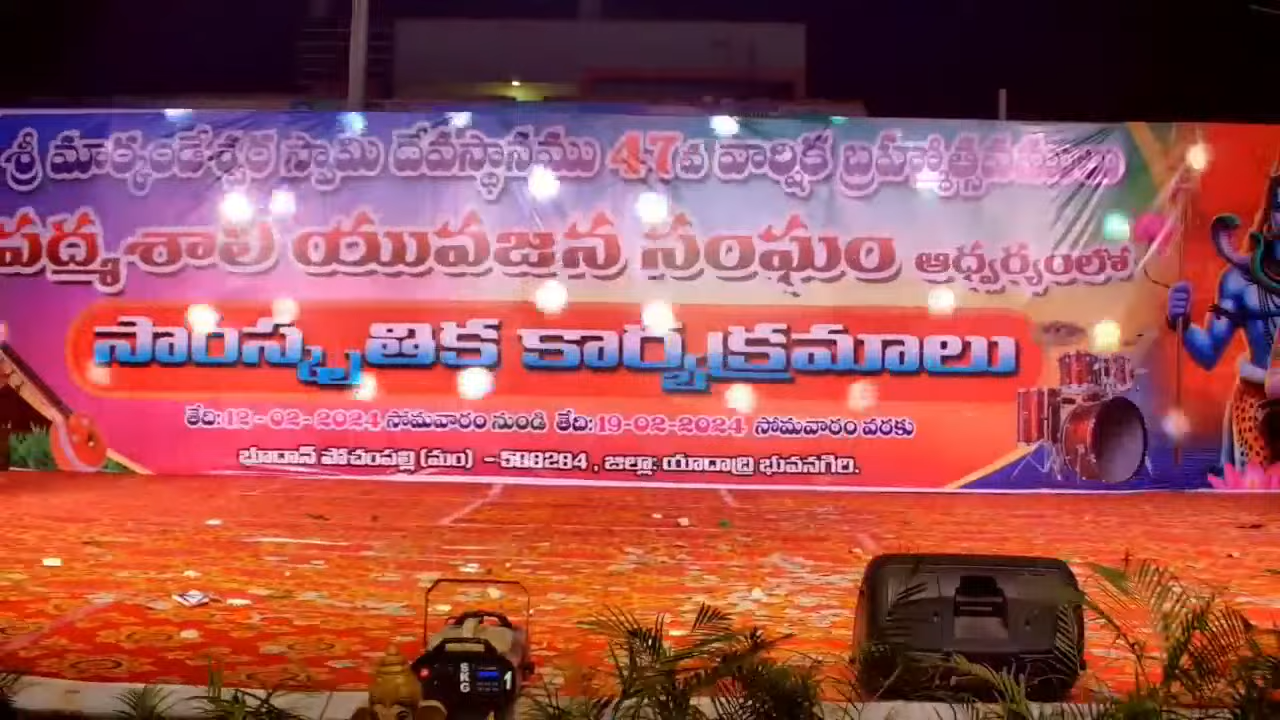 శ్రీ మార్కండేశ్వర స్వామి దేవస్థానము 47వ వార్షిక బ్రహ్మోత్సవములు
పద్మశాలి యువజన సంఘం ఆధ్వర్యంలో
సాంస్కృతిక కార్యక్రమాలు
తేది:12-02-2024 సోమవారం నుండి తేది:19-02-2024 సోమవారం వరకు
భూదాన్ పోచంపల్లి (మం) -508284, జిల్లా: యాదాద్రి భువనగిరి.
SKG 1